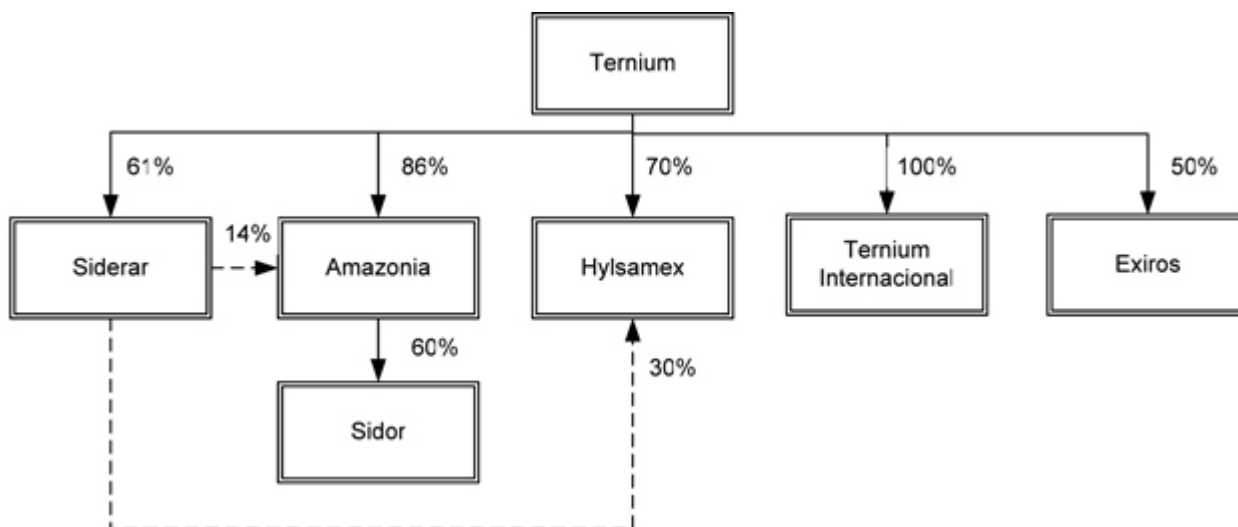 Ternium
61%
86%
70%
100%
50%
Siderar
14%
Amazonia
Hylsamex
Ternium
Internacional
Exiros
60%
30%
Sidor